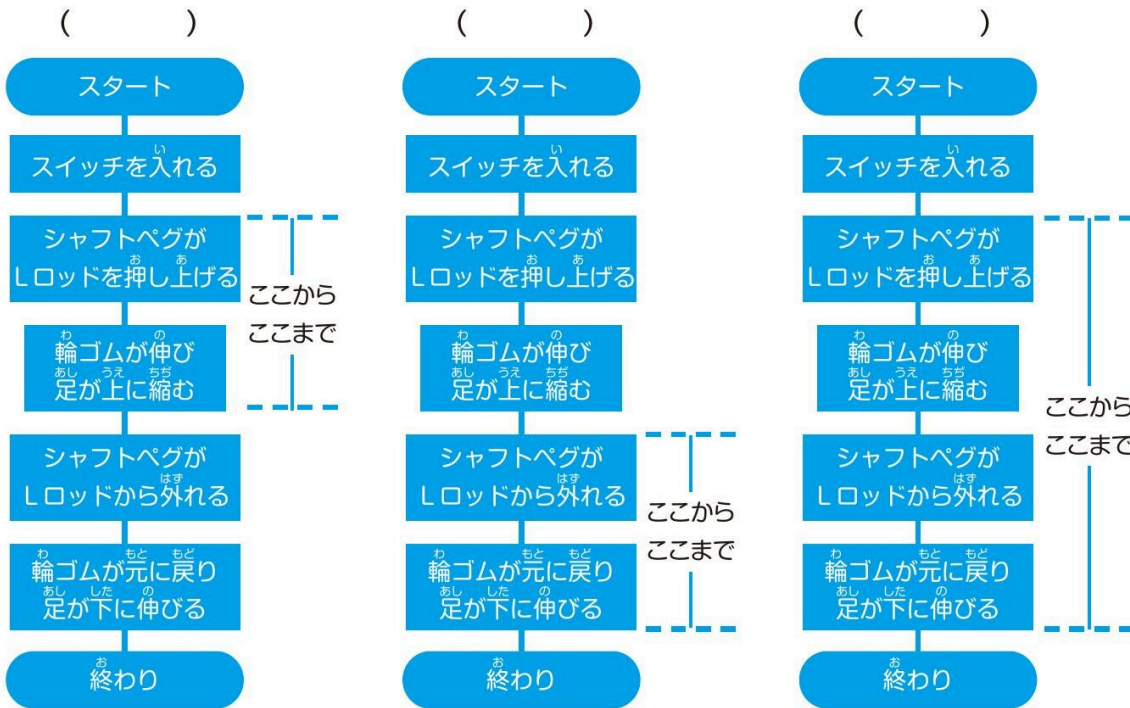 (　　　)
スタート
スイッチを入れる
シャフトペグが
Lロッドを押し上げる
輪ゴムが伸び
足が上に縮む
シャフトペグが
Lロッドから外れる
輪ゴムが元に戻り
足が下に伸びる
終わり
ここから
ここまで
(　　　)
スタート
スイッチを入れる
シャフトペグが
Lロッドを押し上げる
輪ゴムが伸び
足が上に縮む
シャフトペグが
Lロッドから外れる
輪ゴムが元に戻り
足が下に伸びる
終わり
ここから
ここまで
(　　　)
スタート
スイッチを入れる
シャフトペグが
Lロッドを押し上げる
輪ゴムが伸び
足が上に縮む
シャフトペグが
Lロッドから外れる
輪ゴムが元に戻り
足が下に伸びる
終わり
ここから
ここまで